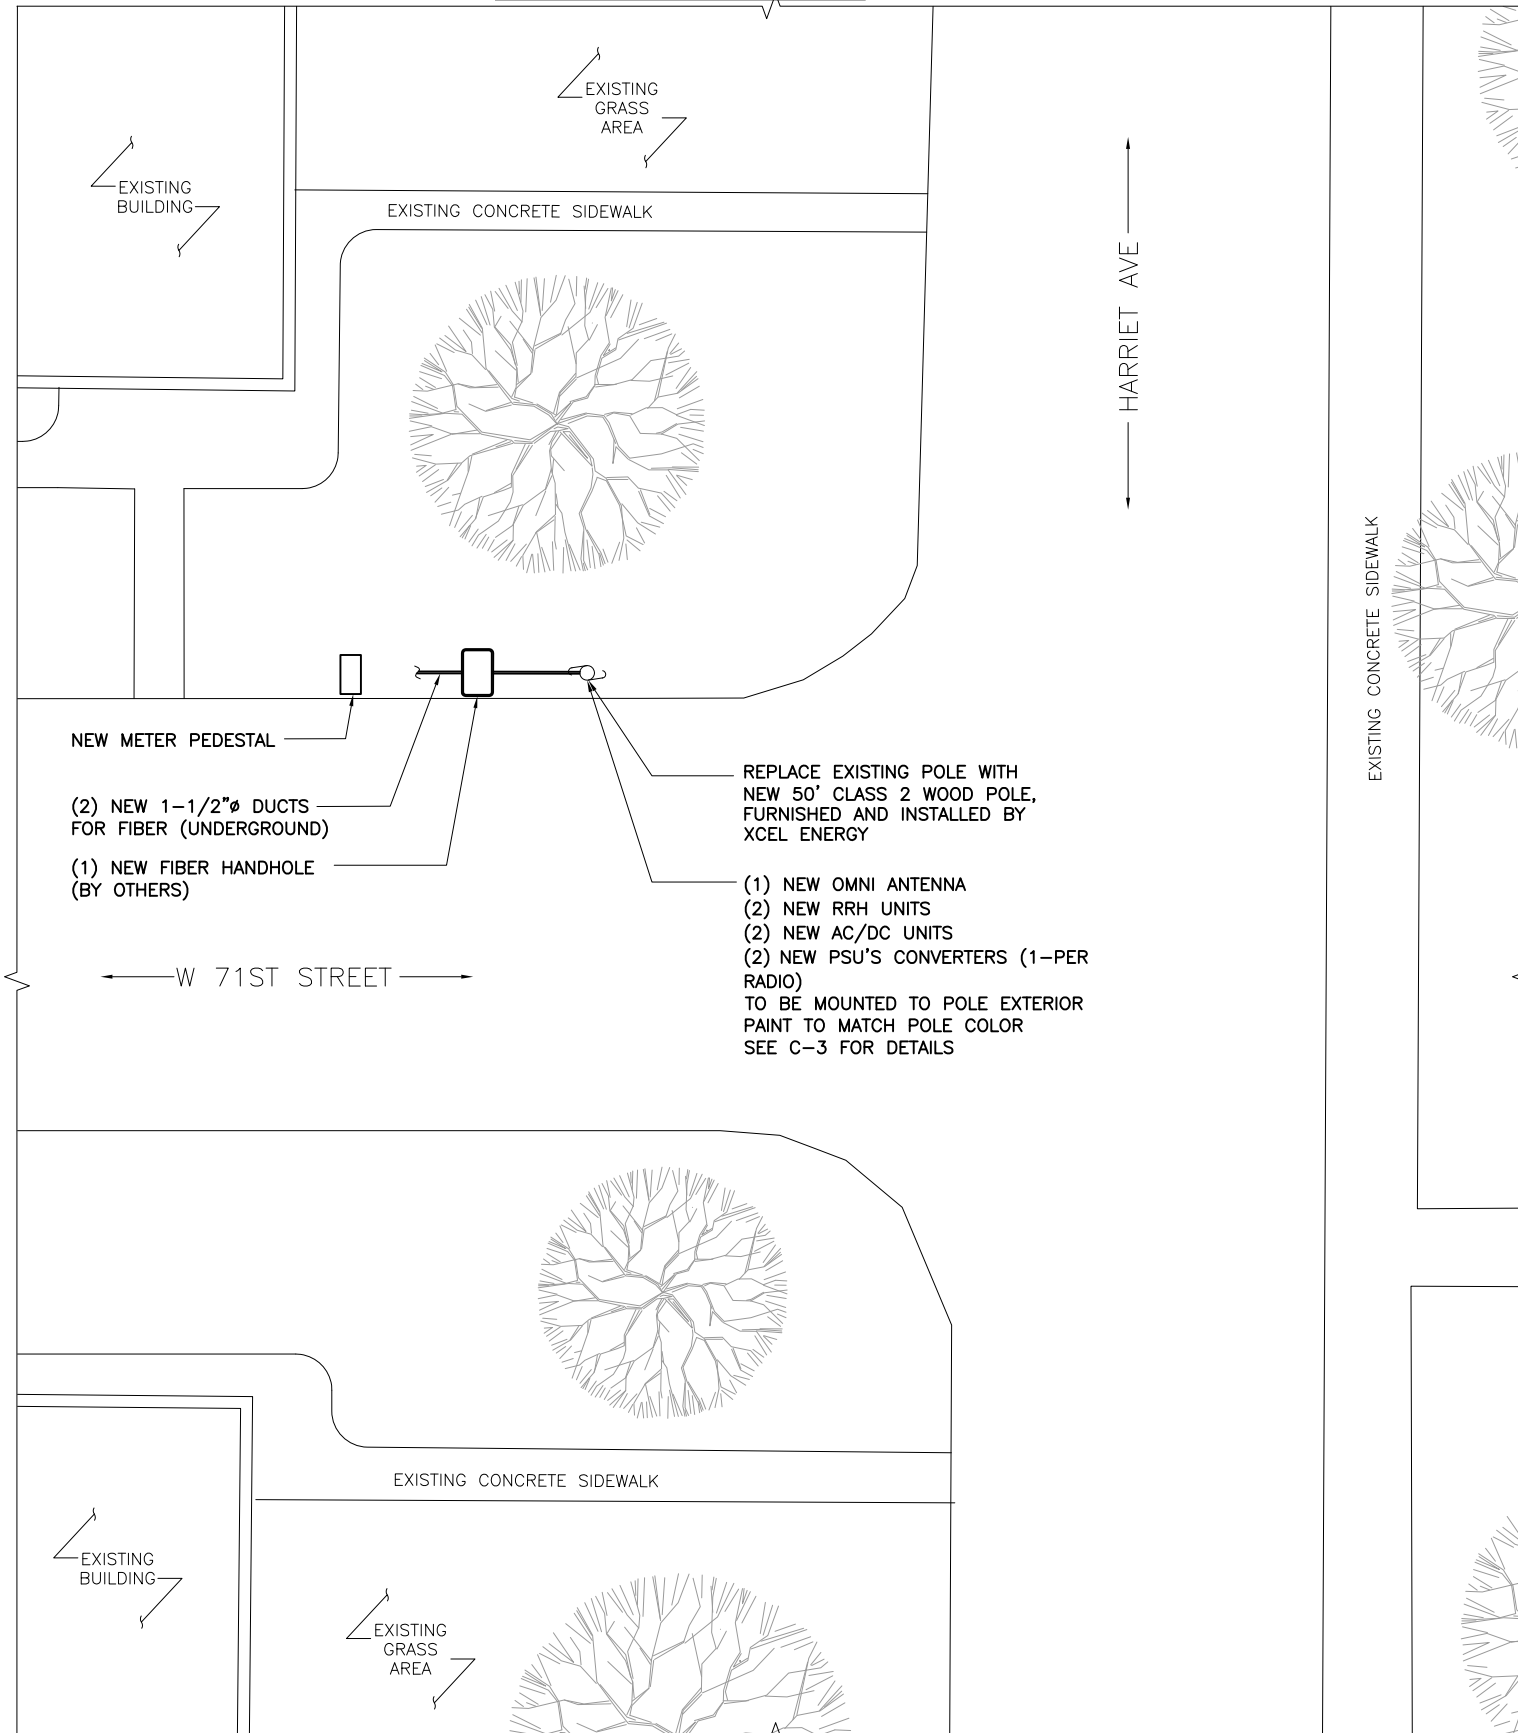 EXISTING
GRASS
AREA
EXISTING
BUILDING
EXISTING CONCRETE SIDEWALK
HARRIET AVE
EXISTING CONCRETE SIDEWALK
NEW METER PEDESTAL
(2) NEW 1-1/2"ø DUCTS
FOR FIBER (UNDERGROUND)
(1) NEW FIBER HANDHOLE
(BY OTHERS)
REPLACE EXISTING POLE WITH
NEW 50' CLASS 2 WOOD POLE,
FURNISHED AND INSTALLED BY
XCEL ENERGY
(1) NEW OMNI ANTENNA
(2) NEW RRH UNITS
(2) NEW AC/DC UNITS
(2) NEW PSU'S CONVERTERS (1-PER
RADIO)
TO BE MOUNTED TO POLE EXTERIOR
PAINT TO MATCH POLE COLOR
SEE C-3 FOR DETAILS
W 71ST STREET
EXISTING CONCRETE SIDEWALK
EXISTING
BUILDING
EXISTING
GRASS
AREA